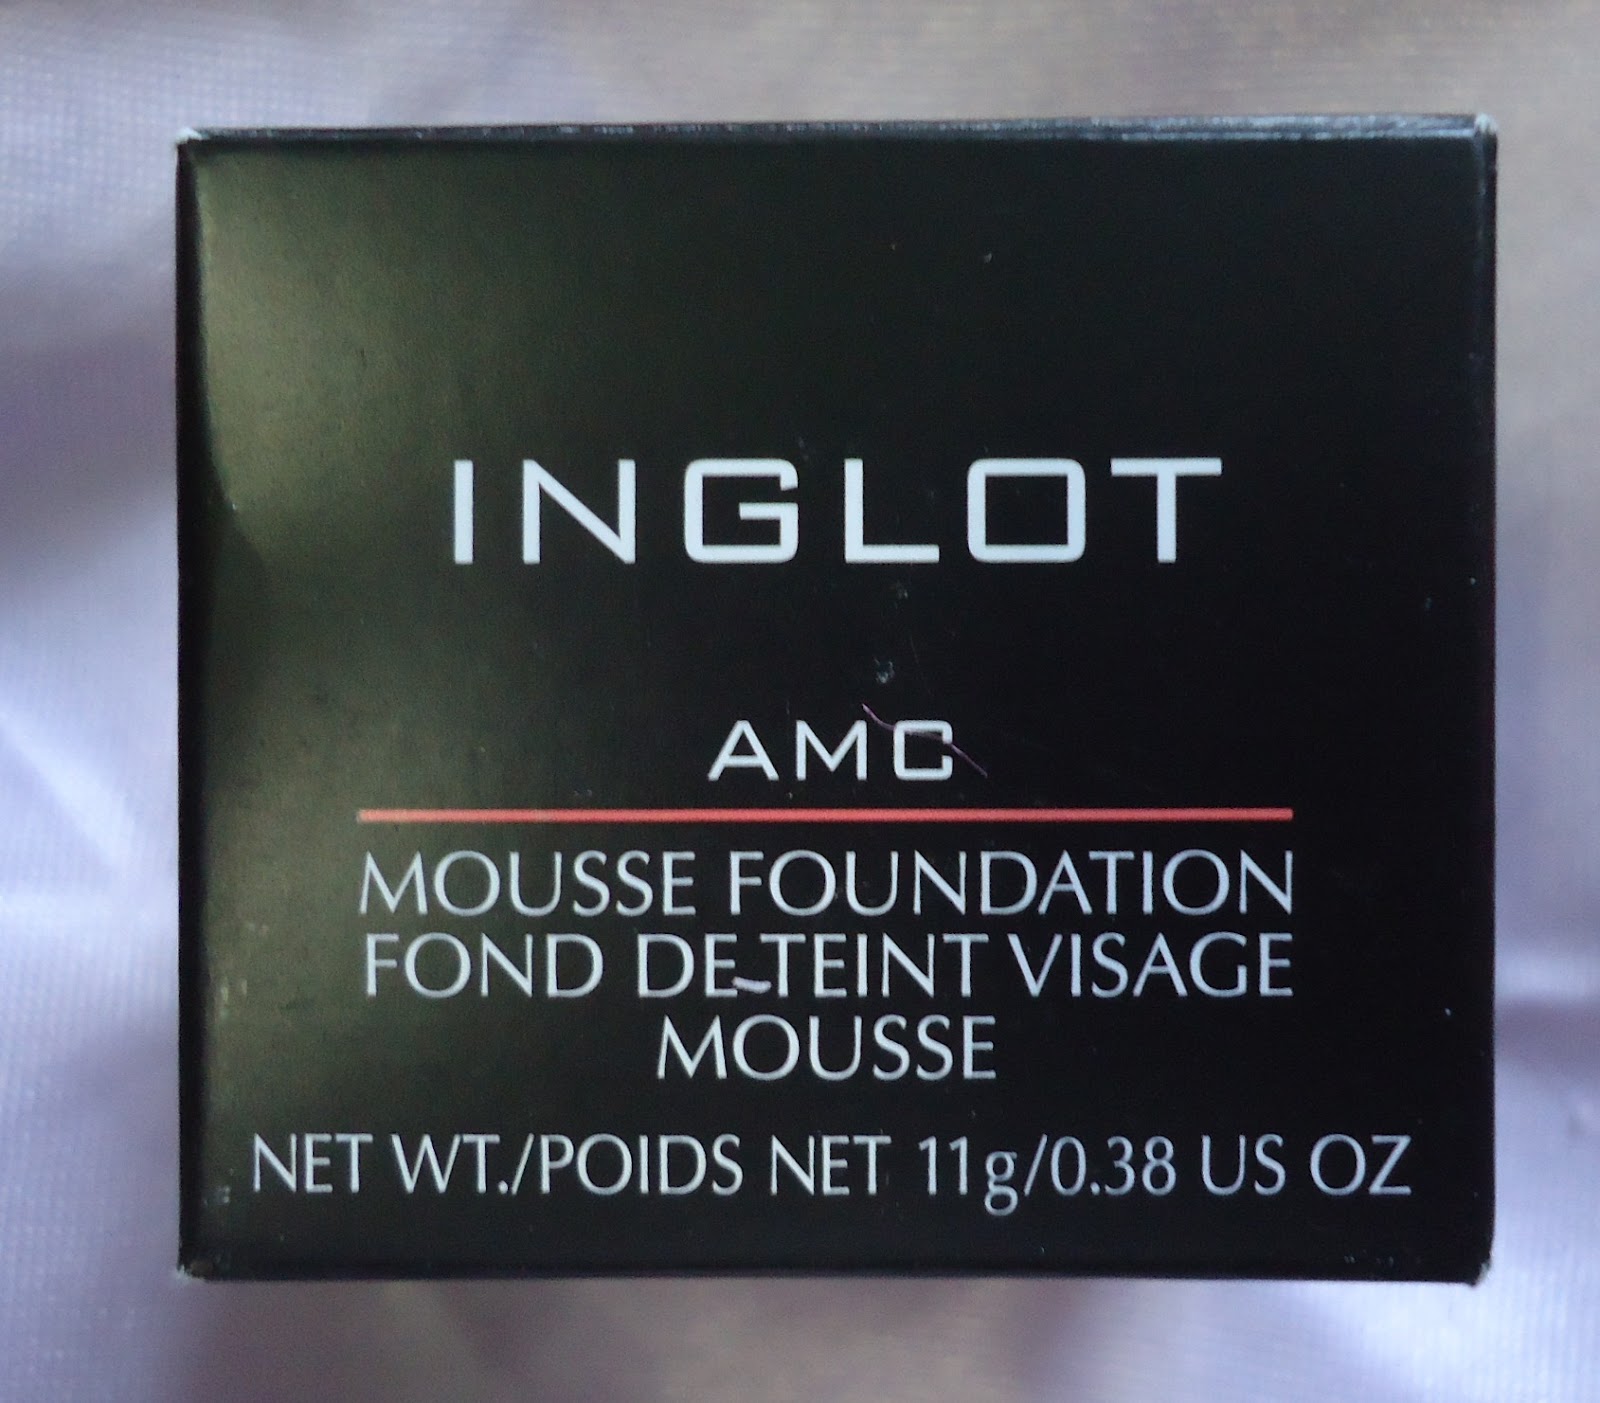 INGLOT
AMC
MOUSSE FOUNDATION
FOND DE TEINT VISAGE
MOUSSE
NET WT./POIDS NET 11g/0.38 US OZ